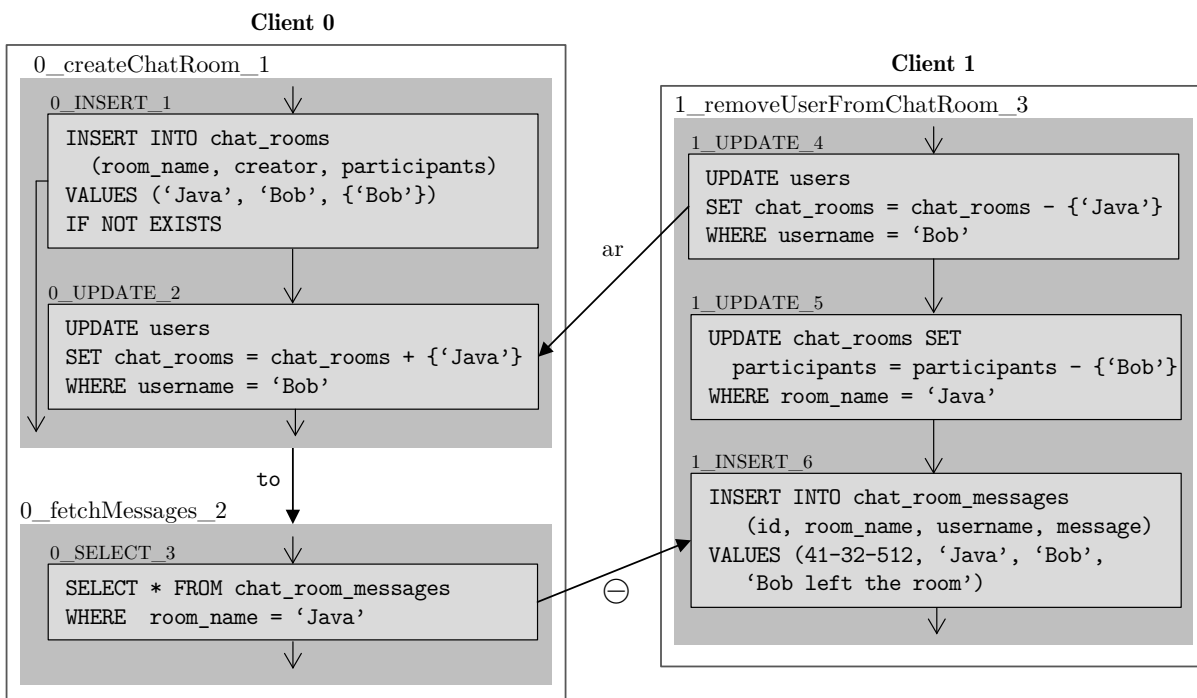 Client 0
0_createChatRoom_1
0_INSERT_1
INSERT INTO chat_rooms
(room_name, creator, participants)
VALUES (‘Java’, ‘Bob’, {‘Bob’})
IF NOT EXISTS
0_UPDATE_2
UPDATE users
SET chat_rooms = chat_rooms + {‘Java’}
WHERE username = ‘Bob’
to
0_fetchMessages_2
0_SELECT_3
SELECT * FROM chat_room_messages
WHERE room_name = ‘Java’
ar
⊖
Client 1
1_removeUserFromChatRoom_3
1_UPDATE_4
UPDATE users
SET chat_rooms = chat_rooms - {‘Java’}
WHERE username = ‘Bob’
1_UPDATE_5
UPDATE chat_rooms SET
participants = participants - {‘Bob’}
WHERE room_name = ‘Java’
1_INSERT_6
INSERT INTO chat_room_messages
(id, room_name, username, message)
VALUES (41-32-512, ‘Java’, ‘Bob’,
‘Bob left the room’)